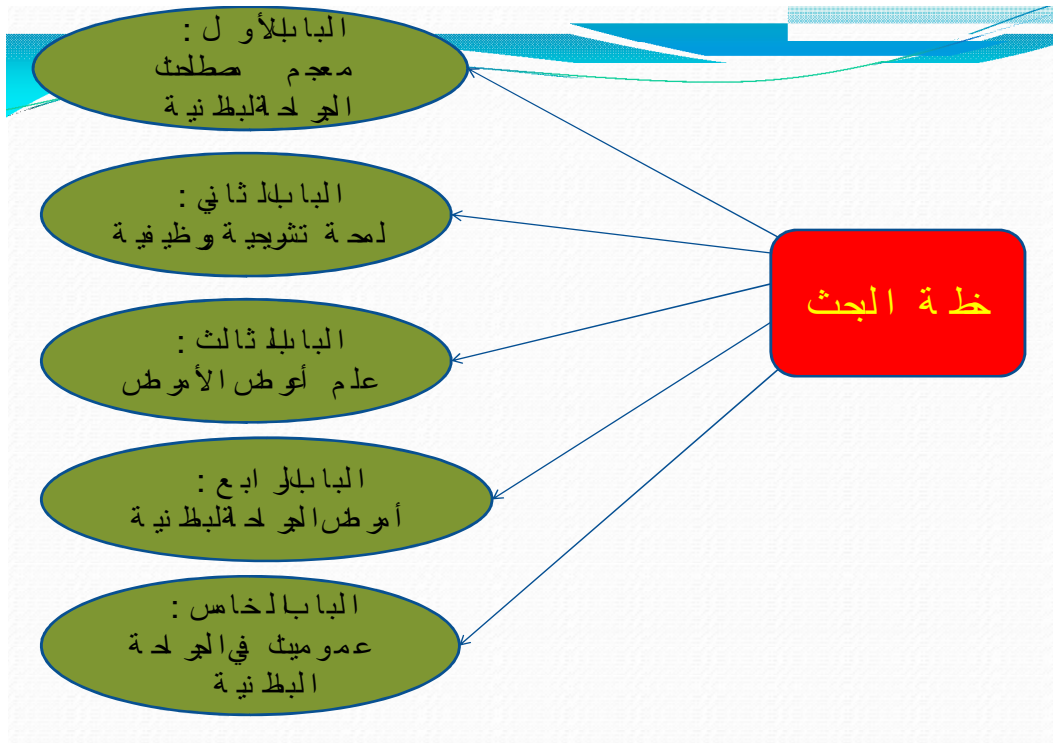 خطة البحث
الباب الأول :
معجم مصطلحات
الجراحة الباطنية
الباب الثاني :
لمحة تشريحية وظيفية
الباب الثالث :
علم أعراض الأمراض
الباب الرابع :
أمراض الجراحة الباطنية
الباب الخامس :
عموميات في الجراحة
الباطنية